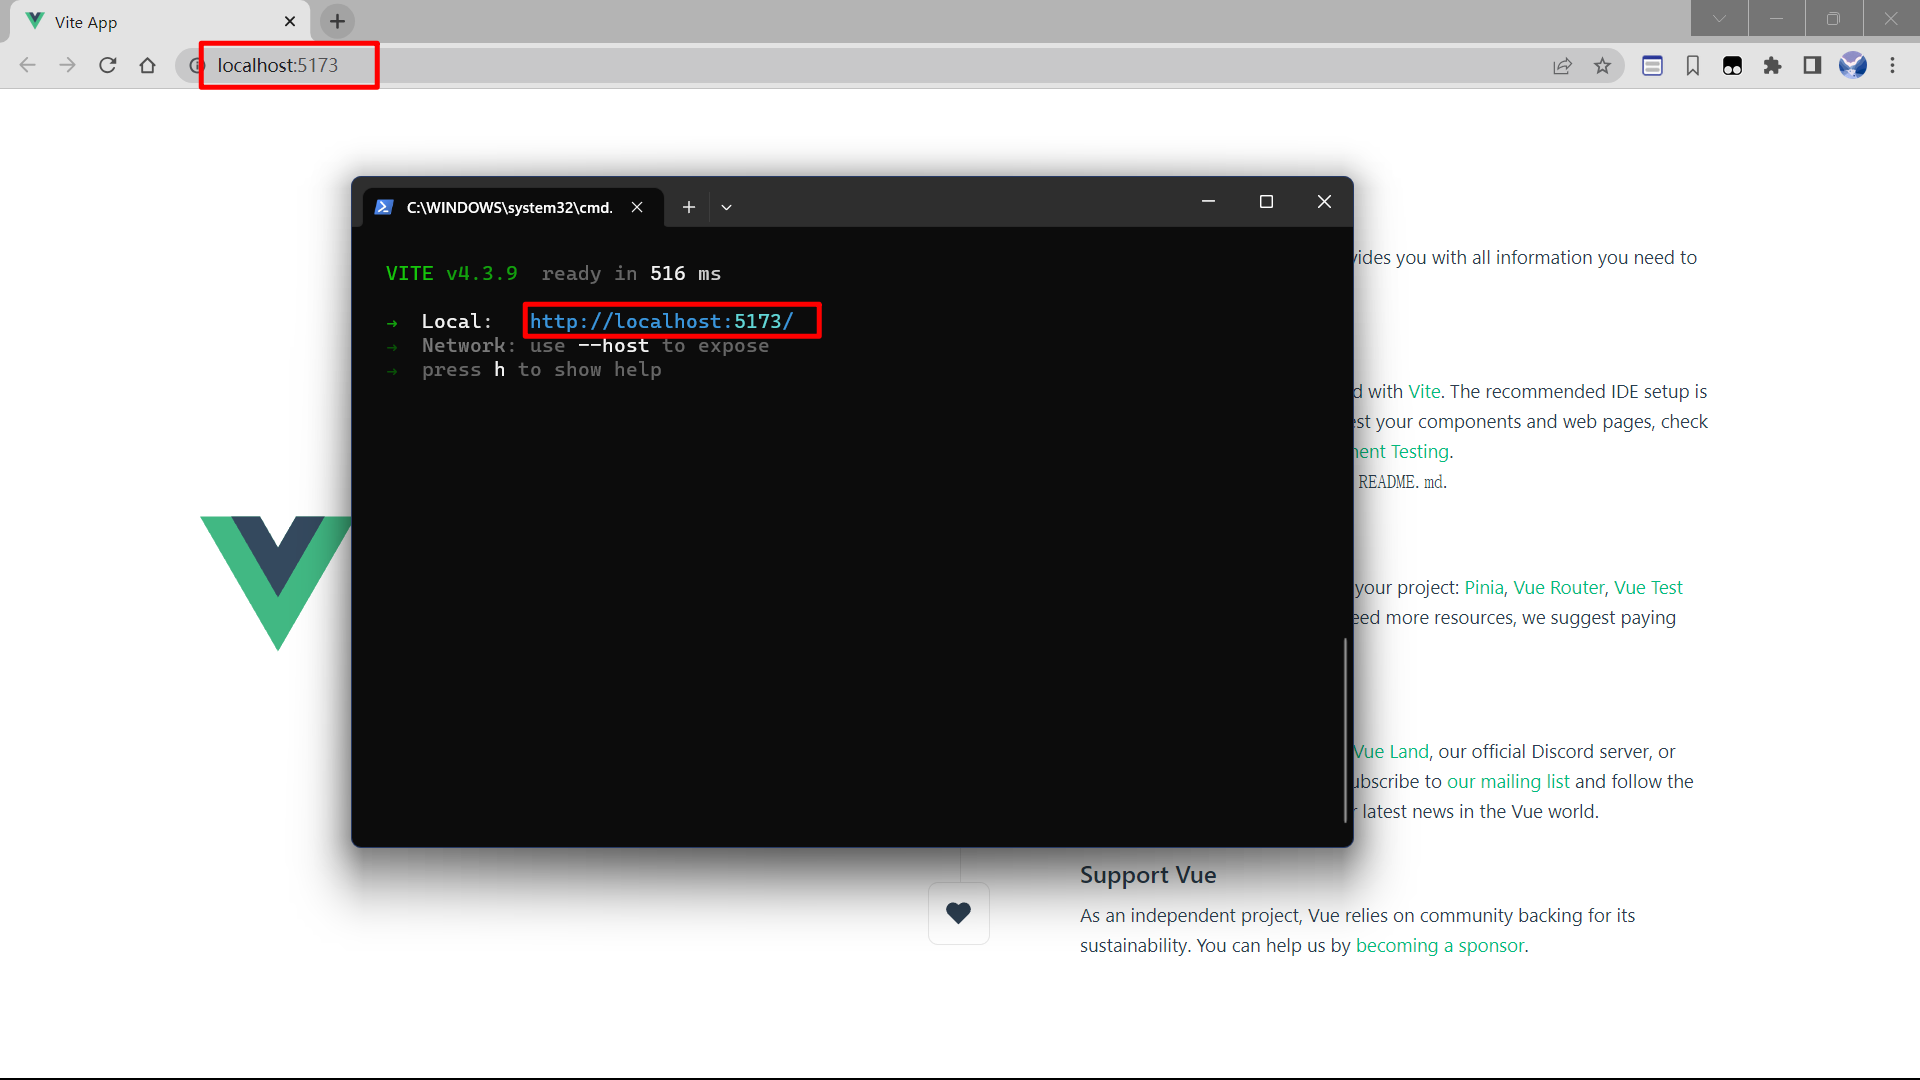 Vite App
localhost:5173
C:\WINDOWS\system32\cmd.
VITE v4.3.9 ready in 516 ms
➜ Local: http://localhost:5173/
➜ Network: use --host to expose
➜ press h to show help
you with all information you need to
with Vite. The recommended IDE setup is
your components and web pages, check
Testing.
README.md.
your project: Pinia, Vue Router, Vue Test
more resources, we suggest paying
Vue Land, our official Discord server, or
to our mailing list and follow the
latest news in the Vue world.
Support Vue
As an independent project, Vue relies on community backing for its
sustainability. You can help us by becoming a sponsor.